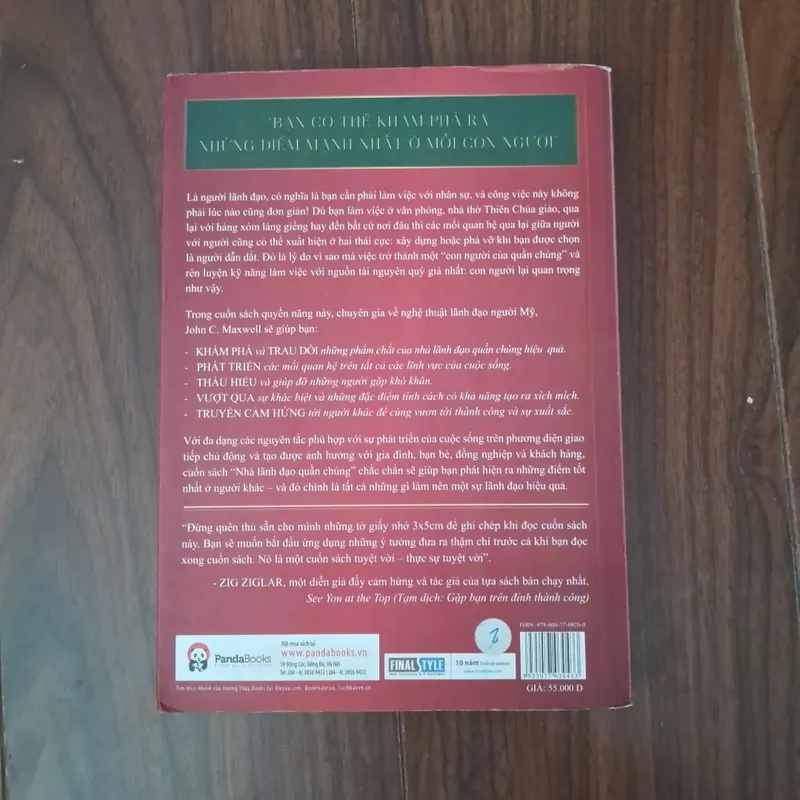 "BẠN CÓ THỂ KHÁM PHÁ RA
NHỮNG ĐIỂM MẠNH NHẤT Ở MỖI CON NGƯỜI"
Là người lãnh đạo, có nghĩa là bạn cần phải làm việc với nhân sự, và công việc này không
phải lúc nào cũng đơn giản! Dù bạn làm việc ở văn phòng, nhà thờ Thiên Chúa giáo, qua
lại với hàng xóm láng giềng hay đến bất cứ nơi đâu thì các mối quan hệ qua lại giữa người
với người cũng có thể xuất hiện ở hai thái cực: xây dựng hoặc phá vỡ khi bạn được chọn
là người dẫn dắt. Đó là lý do vì sao mà việc trở thành một "con người của quần chúng" và
rèn luyện kỹ năng làm việc với nguồn tài nguyên quý giá nhất: con người lại quan trọng
như vậy.
Trong cuốn sách quyền năng này, chuyên gia về nghệ thuật lãnh đạo người Mỹ,
John C. Maxwell sẽ giúp bạn:
- KHÁM PHÁ và TRAU DỒI những phẩm chất của nhà lãnh đạo quần chúng hiệu quả.
- PHÁT TRIỂN các mối quan hệ trên tất cả các lĩnh vực của cuộc sống.
- THẤU HIỂU và giúp đỡ những người gặp khó khăn.
- VƯỢT QUA sự khác biệt và những đặc điểm tính cách có khả năng tạo ra xích mích.
- TRUYỀN CẢM HỨNG tới người khác để cùng vươn tới thành công và sự xuất sắc.
Với đa dạng các nguyên tắc phù hợp với sự phát triển của cuộc sống trên phương diện giao
tiếp chủ động và tạo được ảnh hưởng với gia đình, bạn bè, đồng nghiệp và khách hàng,
cuốn sách "Nhà lãnh đạo quần chúng" chắc chắn sẽ giúp bạn phát hiện ra những điểm tốt
nhất ở người khác – và đó chính là tất cả những gì làm nên một sự lãnh đạo hiệu quả.
"Đừng quên thủ sẵn cho mình những tờ giấy nhớ 3x5cm để ghi chép khi đọc cuốn sách
này. Bạn sẽ muốn bắt đầu ứng dụng những ý tưởng đưa ra thậm chí trước cả khi bạn đọc
xong cuốn sách. Nó là một cuốn sách tuyệt vời – thực sự tuyệt vời".
- ZIG ZIGLAR, một diễn giả đầy cảm hứng và tác giả của tựa sách bán chạy nhất,
See You at the Top (Tạm dịch: Gặp bạn trên đỉnh thành công)
ISBN: 978-604-77-0826-0
PandaBooks
Đặt mua sách tại
www.pandabooks.vn
FINALSTYLE
10 năm Thiết kế website
GIÁ: 55.000 Đ